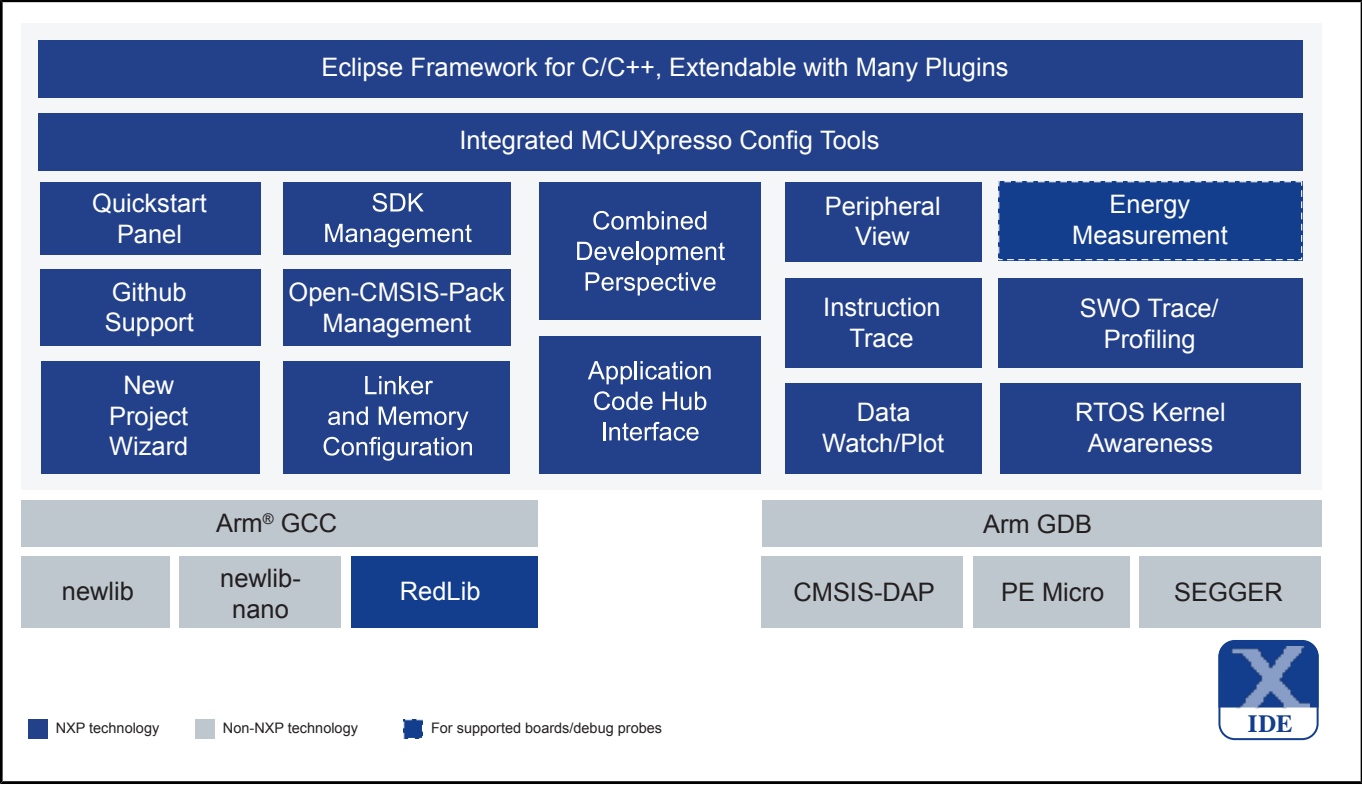 Eclipse Framework for C/C++, Extendable with Many Plugins
Integrated MCUXpresso Config Tools
Quickstart
Panel
SDK
Management
Combined
Development
Perspective
Peripheral
View
Energy
Measurement
Github
Support
Open-CMSIS-Pack
Management
Instruction
Trace
SWO Trace/
Profiling
New
Project
Wizard
Linker
and Memory
Configuration
Application
Code Hub
Interface
Data
Watch/Plot
RTOS Kernel
Awareness
Arm® GCC
Arm GDB
newlib
newlib-
nano
RedLib
CMSIS-DAP
PE Micro
SEGGER
X
IDE
NXP technology
Non-NXP technology
For supported boards/debug probes